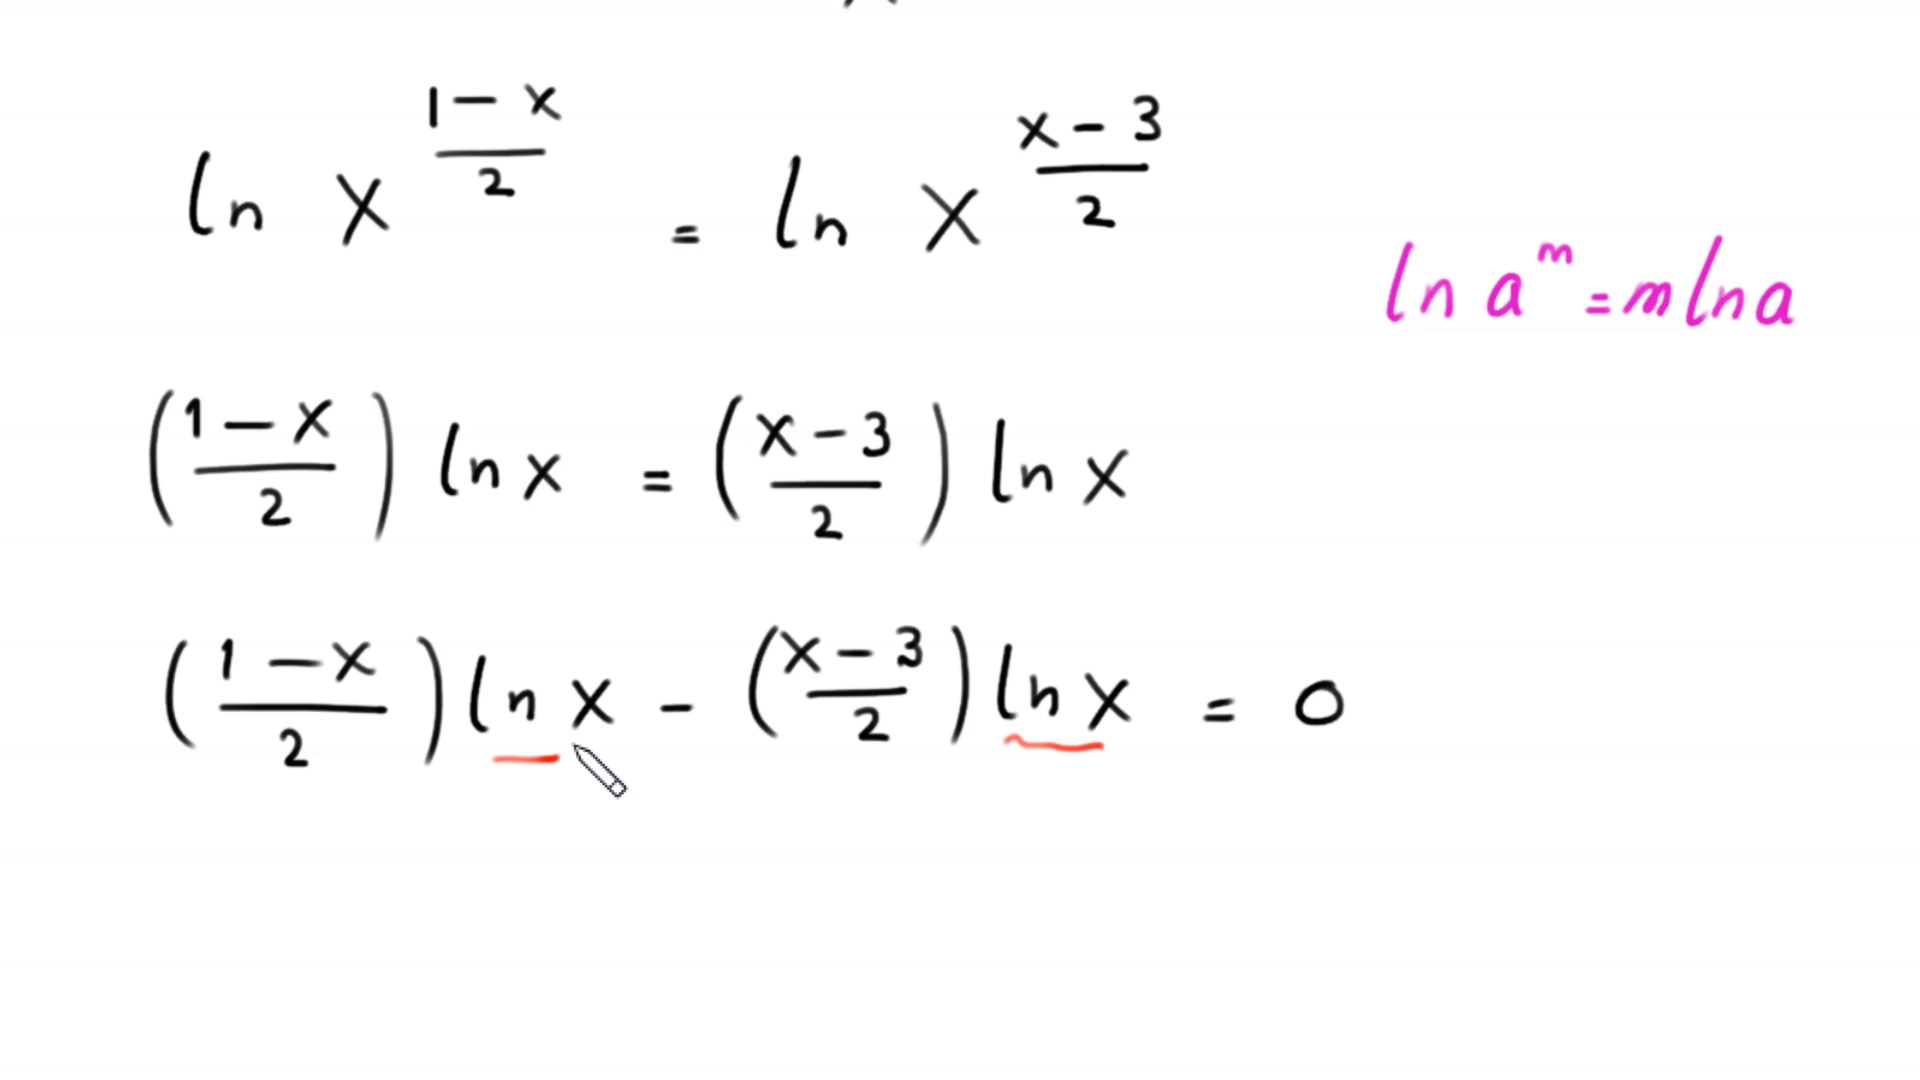 ln x^((1-x)/2) = ln x^((x-3)/2)
ln a^m = m ln a
((1-x)/2) ln x = ((x-3)/2) ln x
((1-x)/2) ln x - ((x-3)/2) ln x = 0